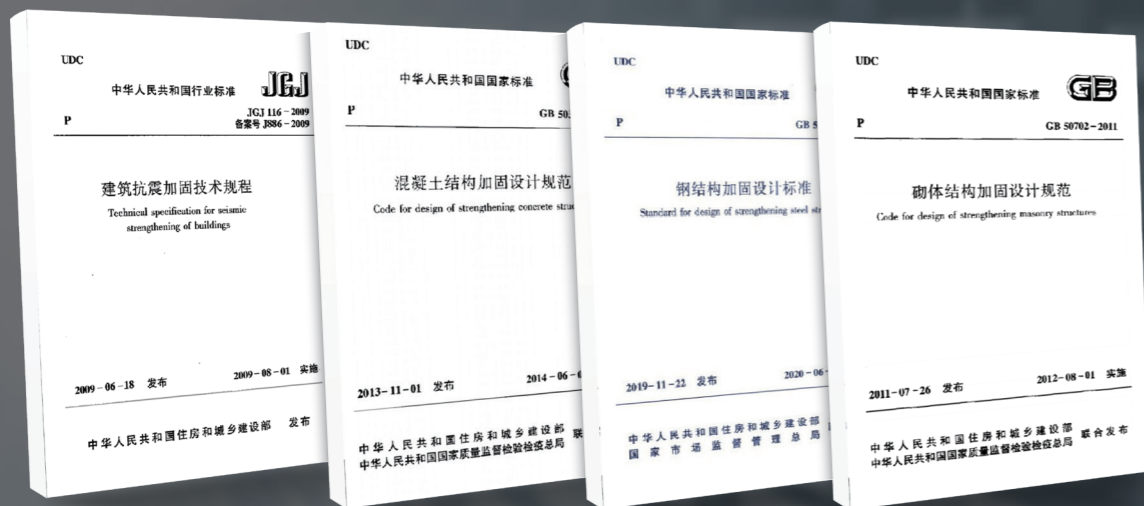 UDC
中华人民共和国行业标准
JGJ
P
JGJ 116-2009
备案号 J886-2009
建筑抗震加固技术规程
Technical specification for seismic
strengthening of buildings
2009-06-18 发布
2009-08-01 实施
中华人民共和国住房和城乡建设部 发布
UDC
中华人民共和国国家标准
P
GB 50
混凝土结构加固设计规范
Code for design of strengthening concrete
2013-11-01 发布
2014-06-
中华人民共和国住房和城乡建设部
中华人民共和国国家质量监督检验检疫总局
联
UDC
中华人民共和国国家标准
P
GB 5
钢结构加固设计标准
Standard for design of strengthening steel
2019-11-22 发布
2020-06-
中华人民共和国住房和城乡建设部
国家市场监督管理总局
UDC
中华人民共和国国家标准
GB
P
GB 50702-2011
砌体结构加固设计规范
Code for design of strengthening masonry structures
2011-07-26 发布
2012-08-01 实施
中华人民共和国住房和城乡建设部
中华人民共和国国家质量监督检验检疫总局
联合发布